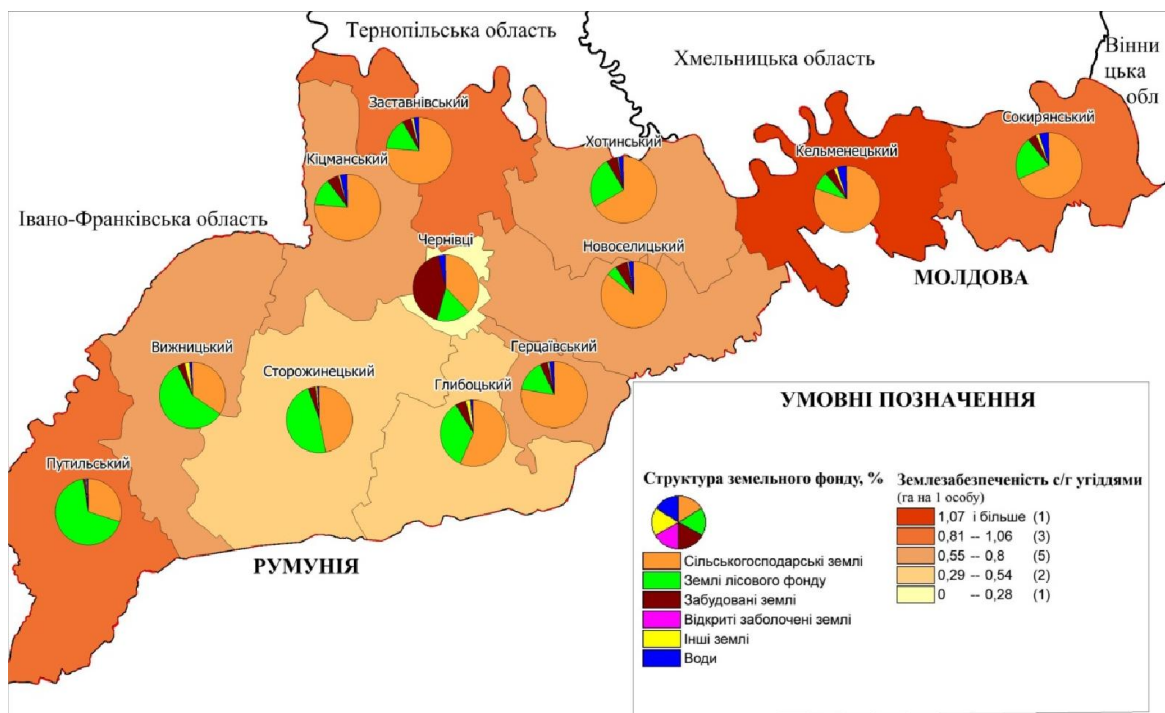 Тернопільська область
Хмельницька область
Вінни
цька
обл
Заставнівський
Сокирянський
Хотинський
Кельменецький
Кіцманський
Івано-Франківська область
Чернівці
Новоселицький
МОЛДОВА
Вижницький
Герцаївський
Сторожинецький
Глибоцький
Путильський
РУМУНІЯ
УМОВНІ ПОЗНАЧЕННЯ
Структура земельного фонду, %
Сільськогосподарські землі
Землі лісового фонду
Забудовані землі
Відкриті заболочені землі
Інші землі
Води
Землезабезпеченість с/г угіддями
(га на 1 особу)
1,07 і більше (1)
0,81 -- 1,06 (3)
0,55 -- 0,8 (5)
0,29 -- 0,54 (2)
0 -- 0,28 (1)